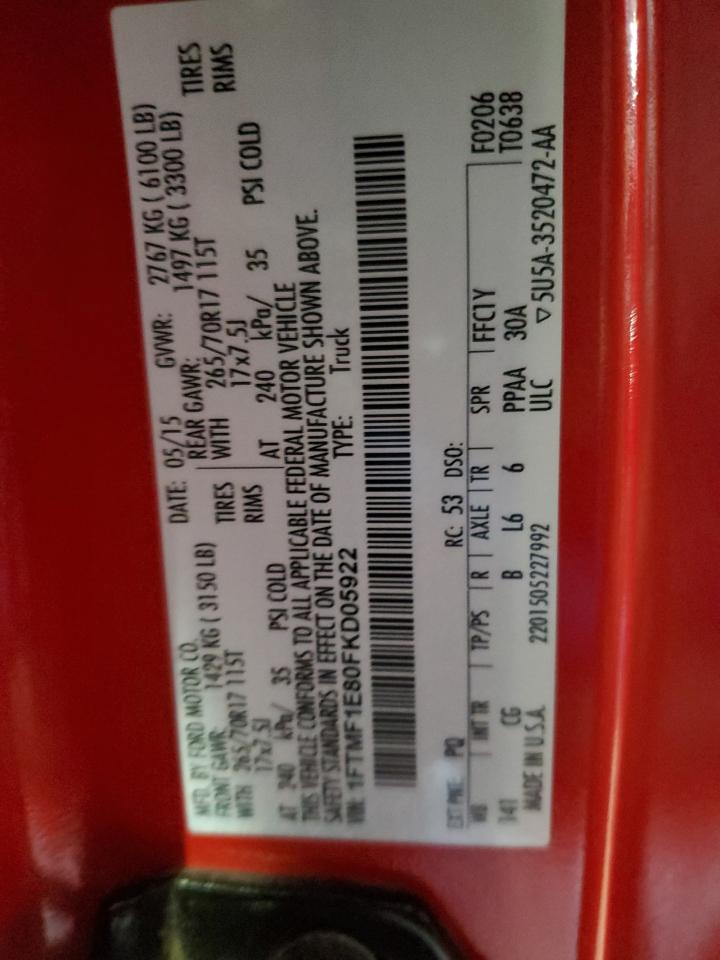 MFD. BY FORD MOTOR CO.
DATE: 05/15 GVWR: 2767 KG ( 6100 LB)
FRONT GAWR: 1429 KG ( 3150 LB) REAR GAWR: 1497 KG ( 3300 LB)
WITH 265/70R17 115T TIRES WITH 265/70R17 115T TIRES
17x7.5J RIMS 17x7.5J RIMS
AT 240 kPa/ 35 PSI COLD AT 240 kPa/ 35 PSI COLD
THIS VEHICLE CONFORMS TO ALL APPLICABLE FEDERAL MOTOR VEHICLE
SAFETY STANDARDS IN EFFECT ON THE DATE OF MANUFACTURE SHOWN ABOVE.
VIN: 1FTMF1E80FKD05922 TYPE: Truck
EXT PNT: PQ RC: 53 DSO:
WB INT TR TP/PS R AXLE TR SPR FFCTY F0206
141 CG B L6 6 PPAA 30A T0638
ULC
MADE IN U.S.A. 2201505227992 ▽ 5U5A-3520472-AA